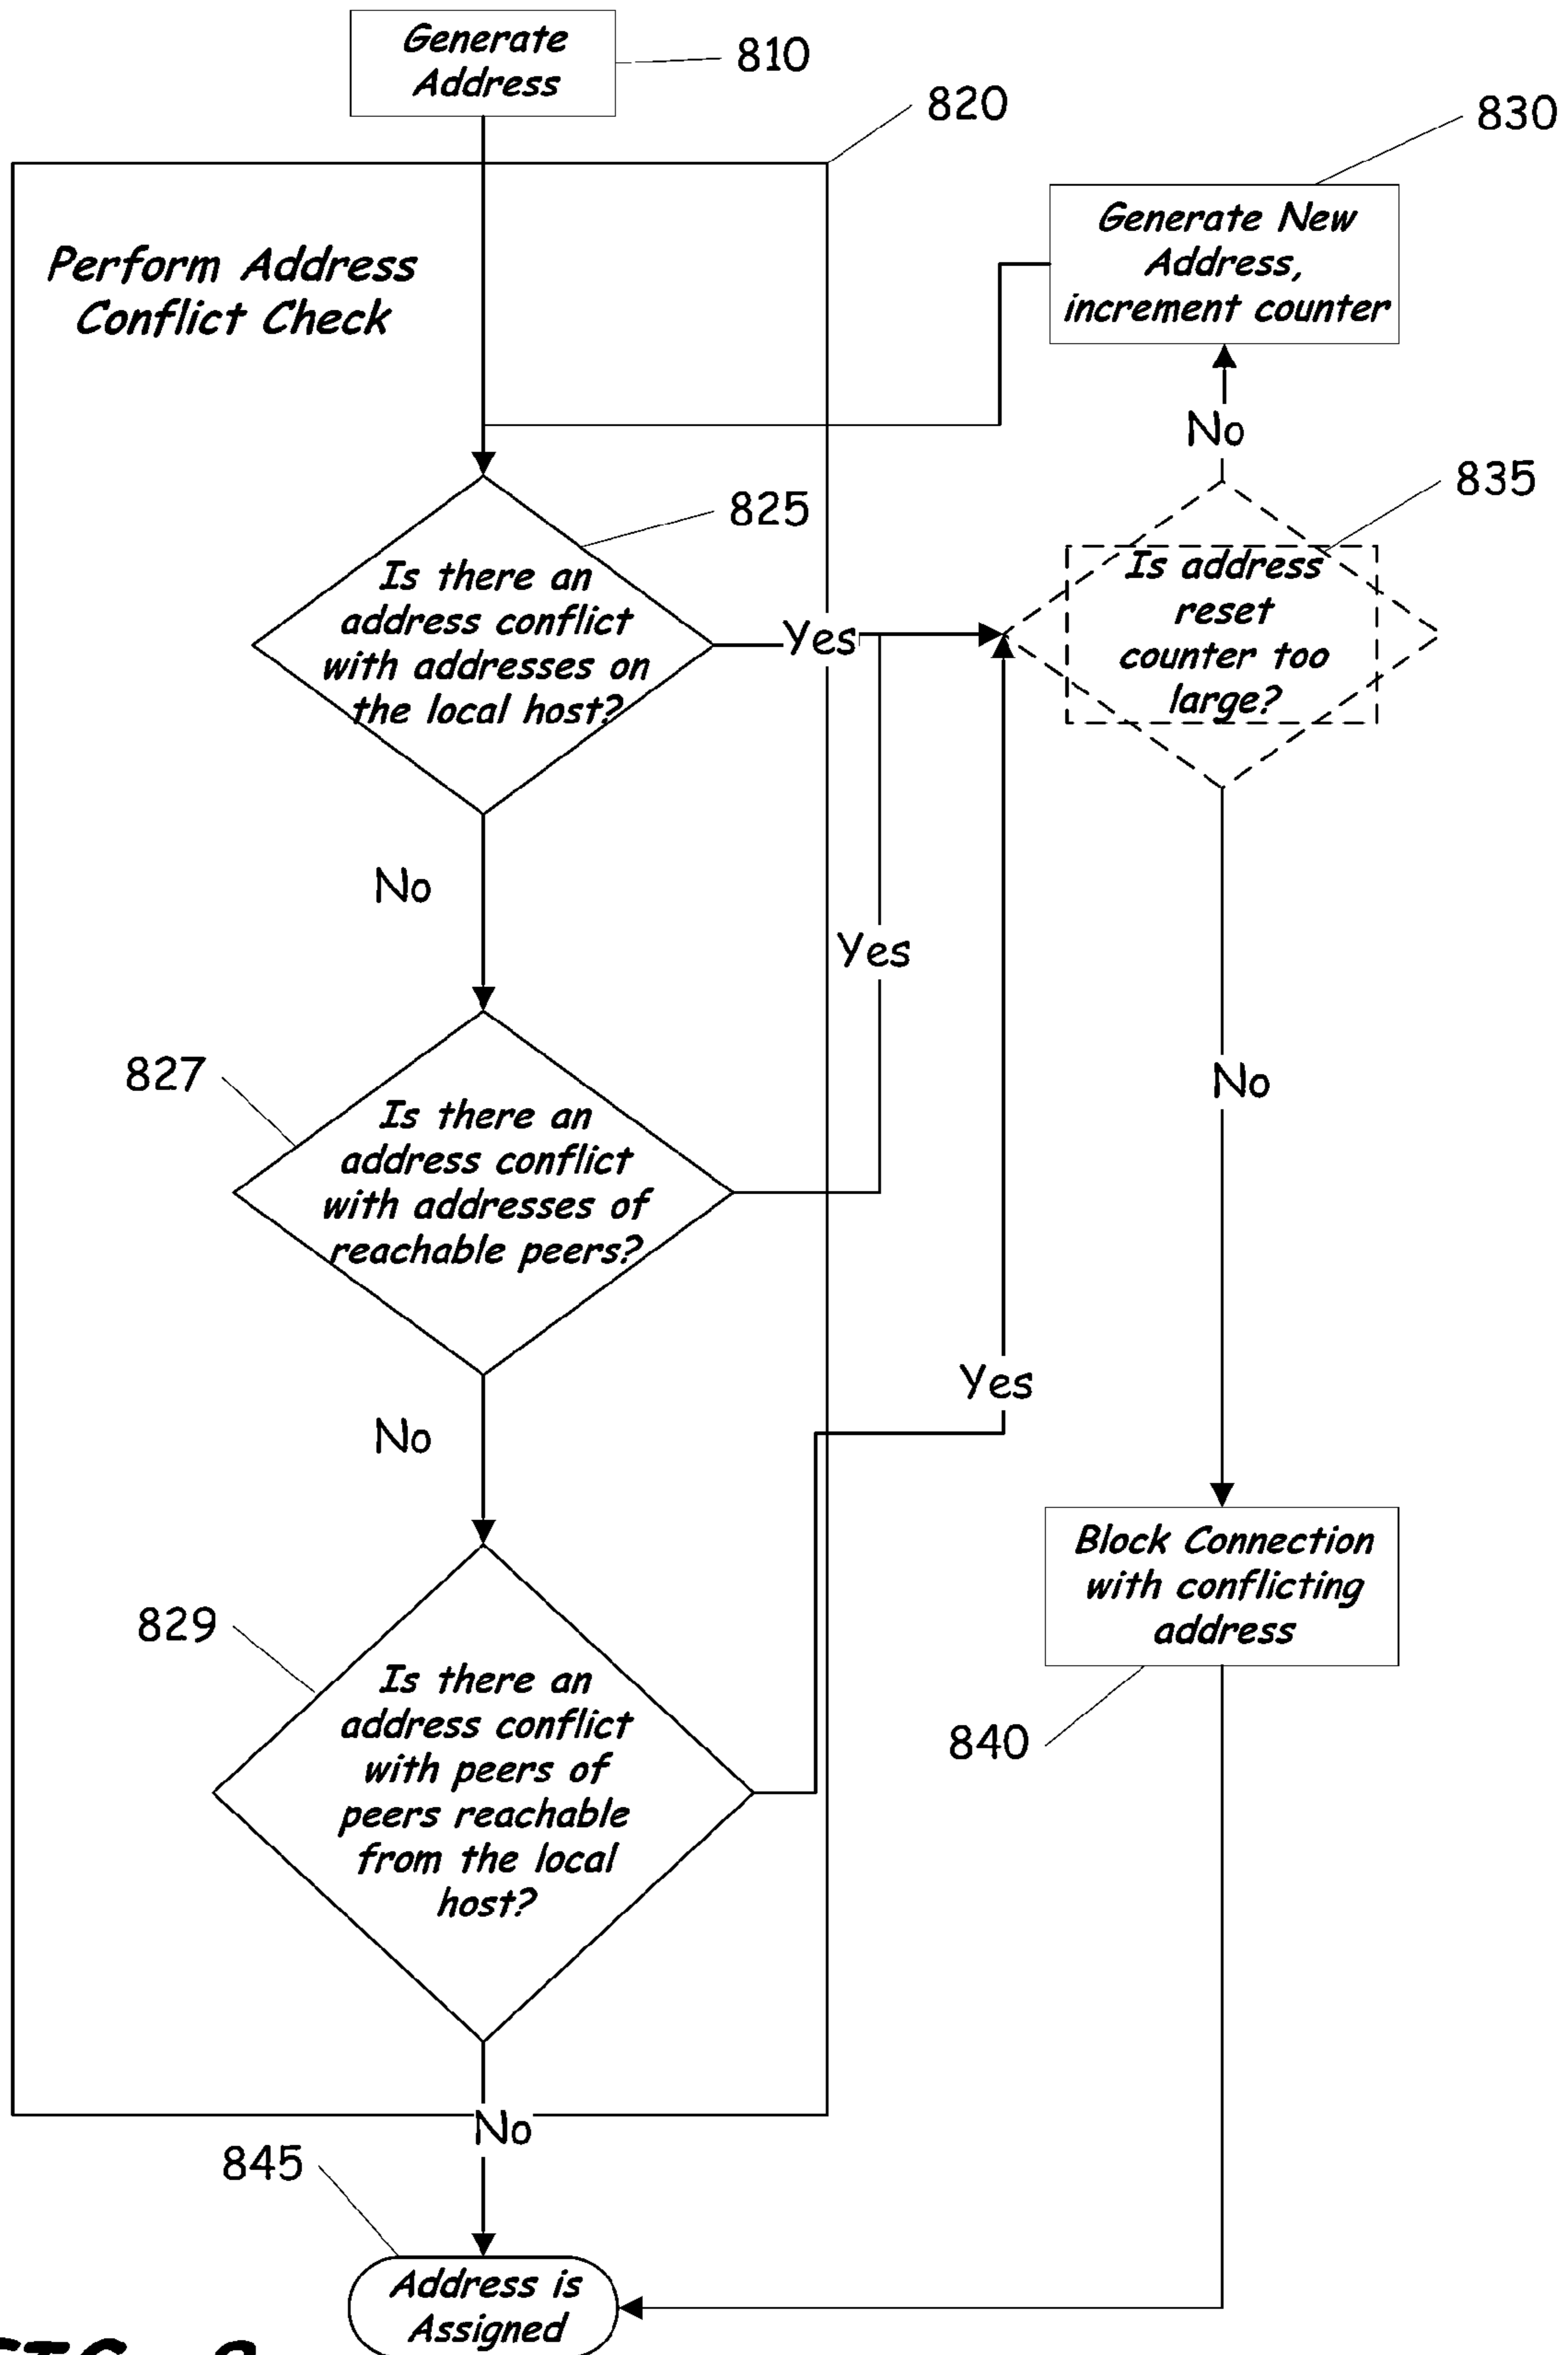 Generate
Address
810
820
830
Perform Address
Conflict Check
Generate New
Address,
increment counter
No
825
835
Is there an
address conflict
with addresses on
the local host?
Yes
Is address
reset
counter too
large?
No
Yes
No
827
Is there an
address conflict
with addresses of
reachable peers?
Yes
No
Block Connection
with conflicting
address
829
Is there an
address conflict
with peers of
peers reachable
from the local
host?
840
No
845
Address is
Assigned